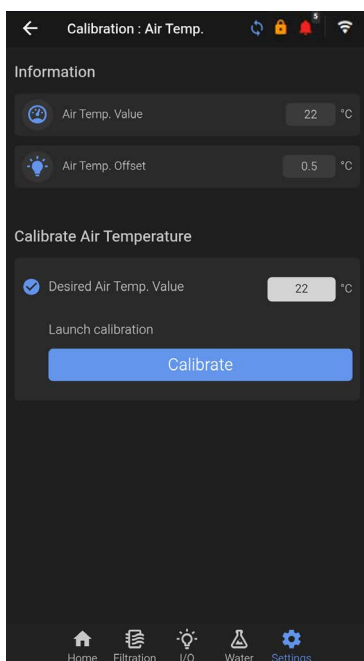 Calibration : Air Temp.
5
Information
Air Temp. Value 22 °C
Air Temp. Offset 0.5 °C
Calibrate Air Temperature
Desired Air Temp. Value 22 °C
Launch calibration
Calibrate
Home Filtration I/O Water Settings